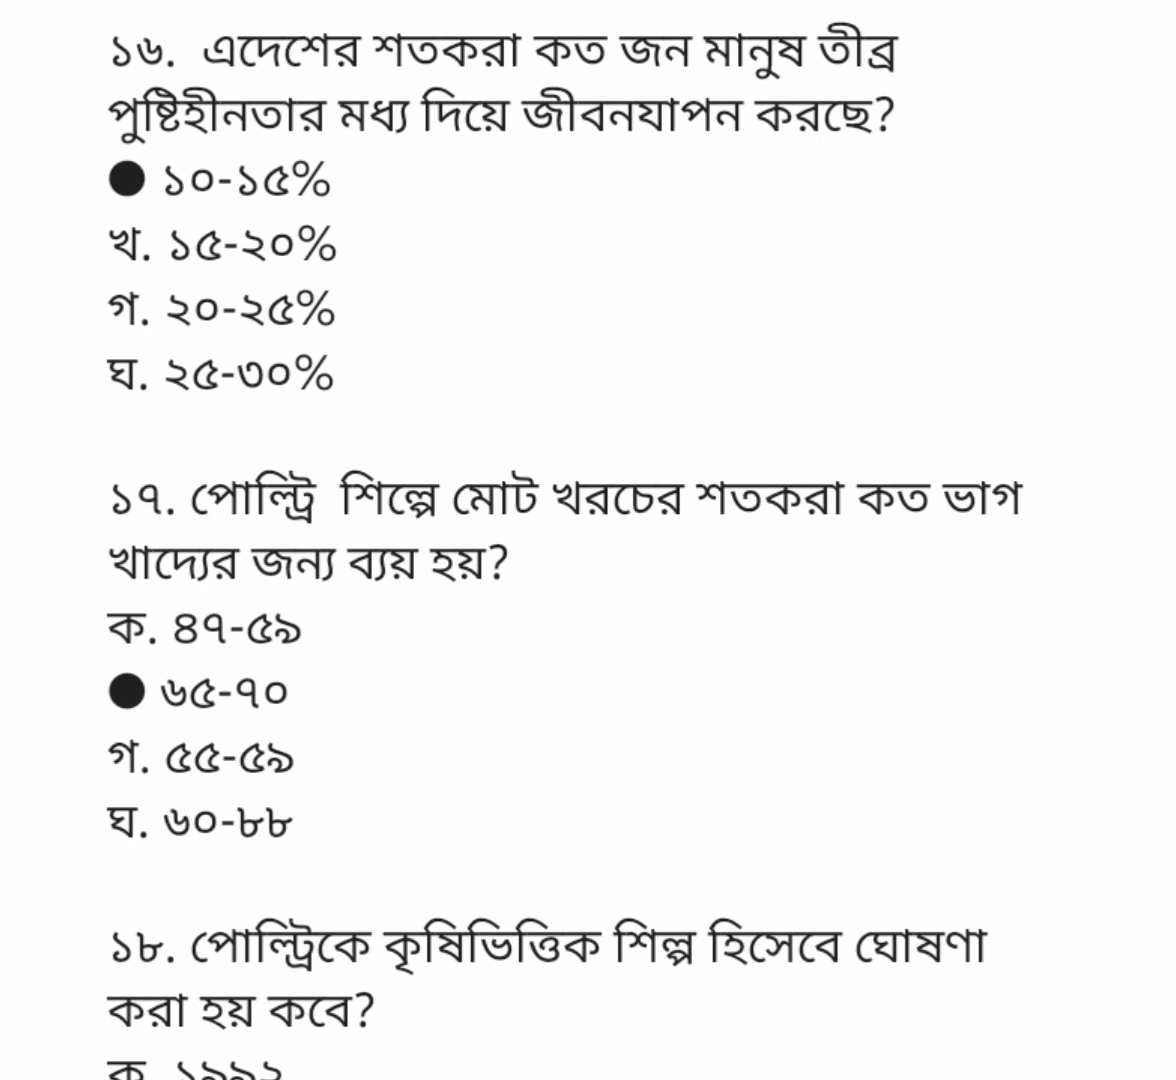 ১৬. এদেশের শতকরা কত জন মানুষ তীব্র
পুষ্টিহীনতার মধ্য দিয়ে জীবনযাপন করছে?
● ১০-১৫%
খ. ১৫-২০%
গ. ২০-২৫%
ঘ. ২৫-৩০%
১৭. পোল্ট্রি শিল্পে মোট খরচের শতকরা কত ভাগ
খাদ্যের জন্য ব্যয় হয়?
ক. ৪৭-৫৯
● ৬৫-৭০
গ. ৫৫-৫৯
ঘ. ৬০-৮৮
১৮. পোল্ট্রিকে কৃষিভিত্তিক শিল্প হিসেবে ঘোষণা
করা হয় কবে?
ক. ১৯৯২